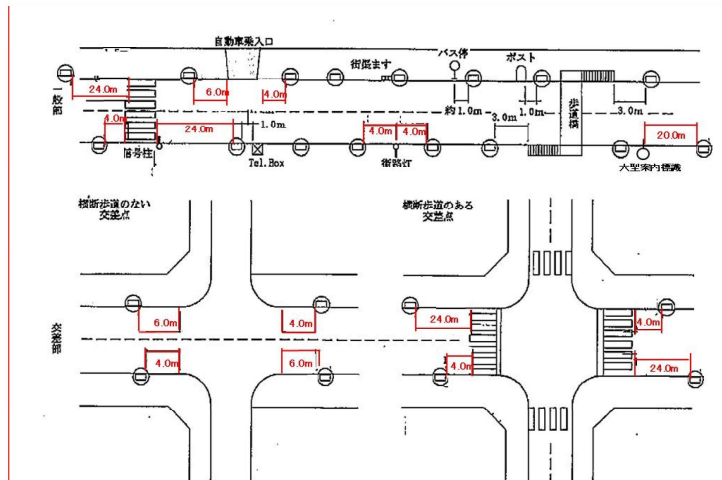 自動車乗入口
バス停
ポスト
街渠ます
一般部
24.0m
6.0m
4.0m
約1.0m
1.0m
3.0m
歩道橋
4.0m
24.0m
1.0m
4.0m
4.0m
3.0m
20.0m
信号柱
Tel.Box
街路灯
大型案内標識
横断歩道のない
交差点
横断歩道のある
交差点
交差部
6.0m
4.0m
24.0m
4.0m
4.0m
6.0m
4.0m
24.0m